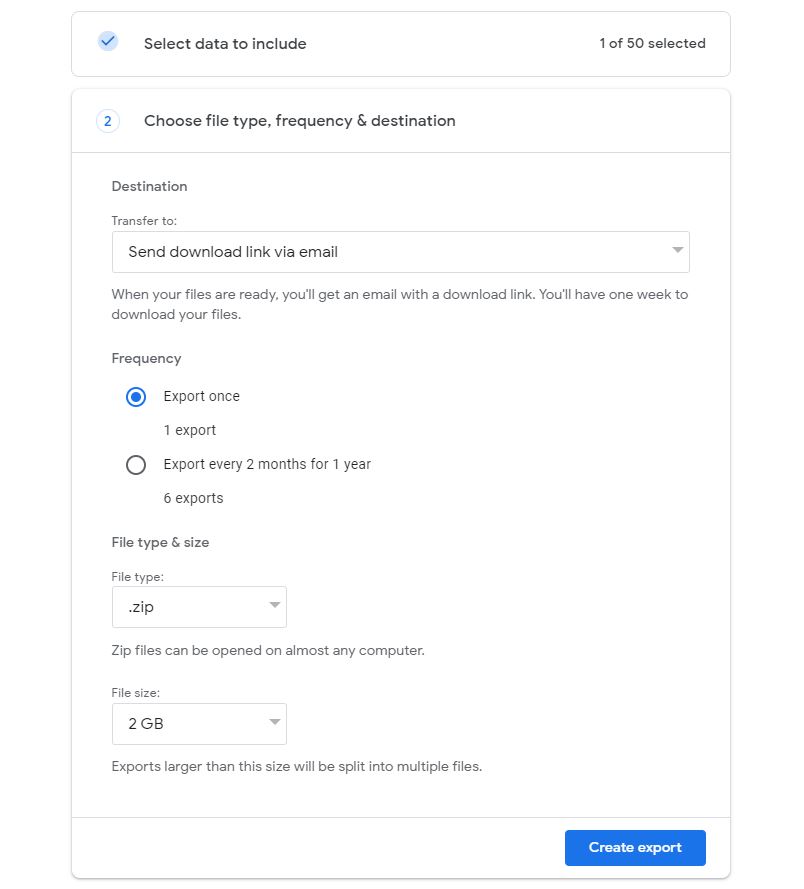 Select data to include
1 of 50 selected
2
Choose file type, frequency & destination
Destination
Transfer to:
Send download link via email
When your files are ready, you'll get an email with a download link. You'll have one week to
download your files.
Frequency
Export once
1 export
Export every 2 months for 1 year
6 exports
File type & size
File type:
.zip
Zip files can be opened on almost any computer.
File size:
2 GB
Exports larger than this size will be split into multiple files.
Create export